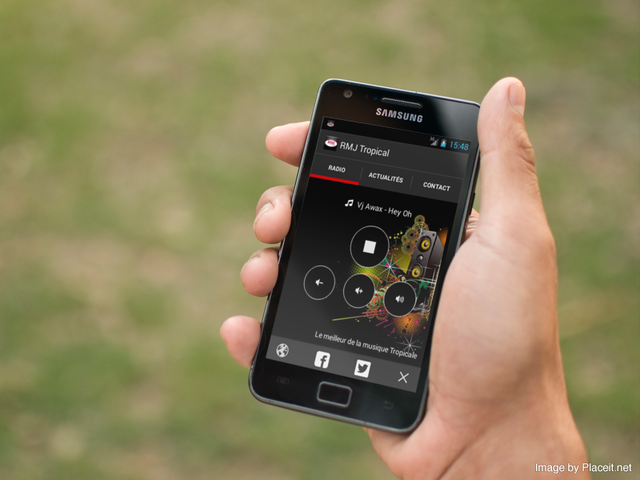 SAMSUNG
15:48
RMJ Tropical
RADIO
ACTUALITÉS
CONTACT
Vj Awax - Hey Oh
Le meilleur de la musique Tropicale
Image by Placeit.net